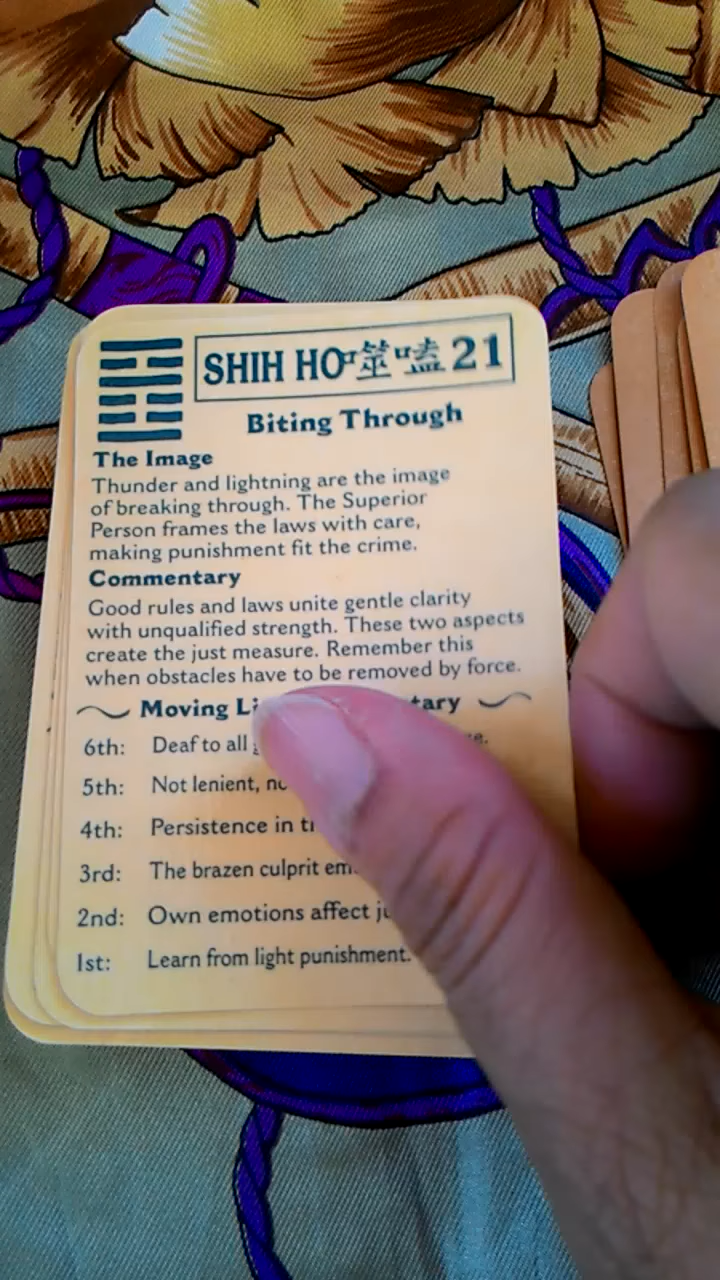 SHIH HO 噬嗑 21
Biting Through
The Image
Thunder and lightning are the image
of breaking through. The Superior
Person frames the laws with care,
making punishment fit the crime.
Commentary
Good rules and laws unite gentle clarity
with unqualified strength. These two aspects
create the just measure. Remember this
when obstacles have to be removed by force.
Moving
6th: Deaf to all
5th: Not lenient,
4th: Persistence in
3rd: The brazen culprit
2nd: Own emotions affect
1st: Learn from light punishment.